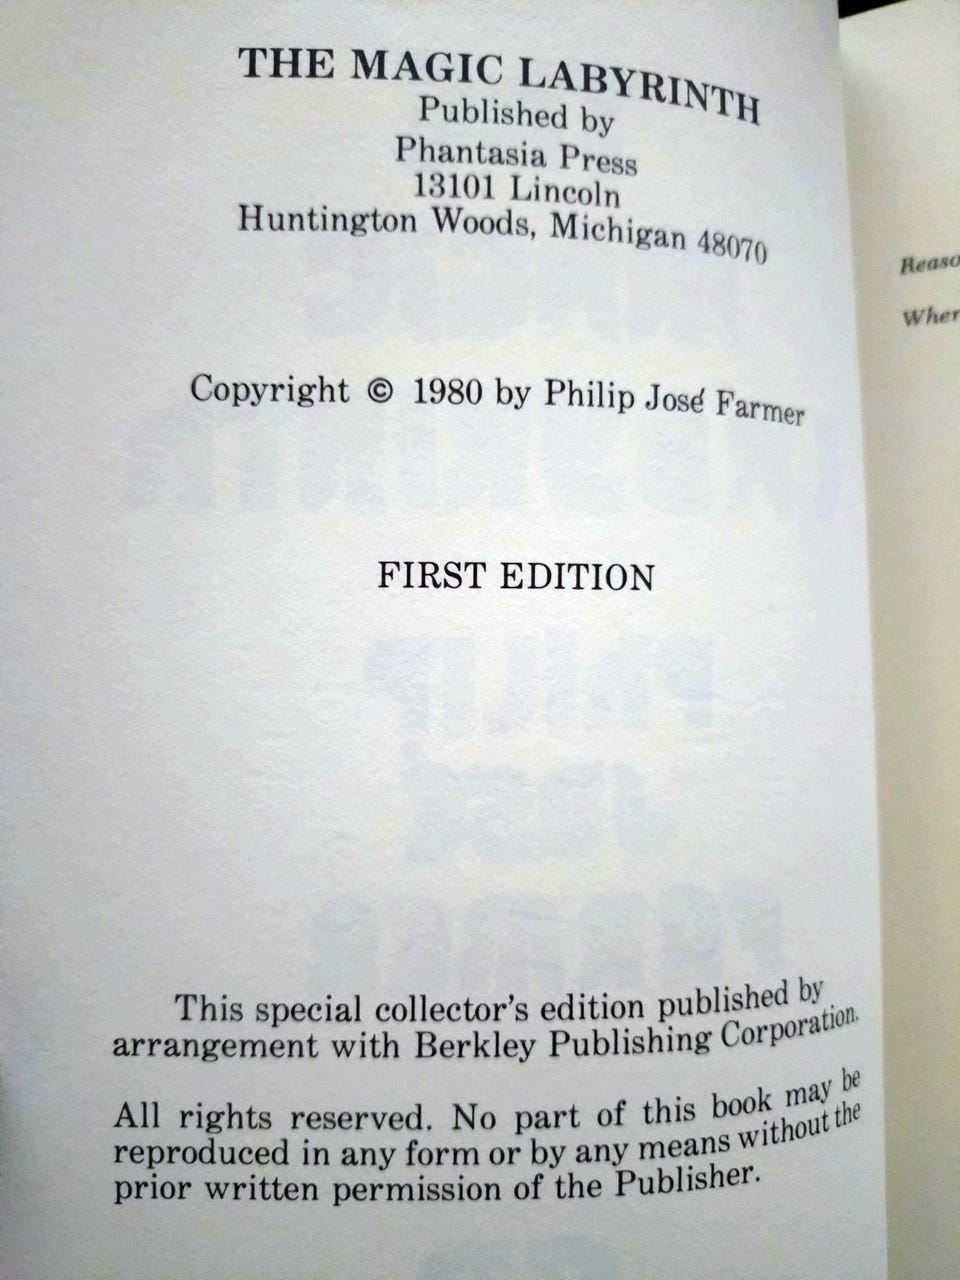 THE MAGIC LABYRINTH
Published by
Phantasia Press
13101 Lincoln
Huntington Woods, Michigan 48070
Copyright © 1980 by Philip José Farmer
FIRST EDITION
This special collector's edition published by
arrangement with Berkley Publishing Corporation.
All rights reserved. No part of this book may be
reproduced in any form or by any means without the
prior written permission of the Publisher.